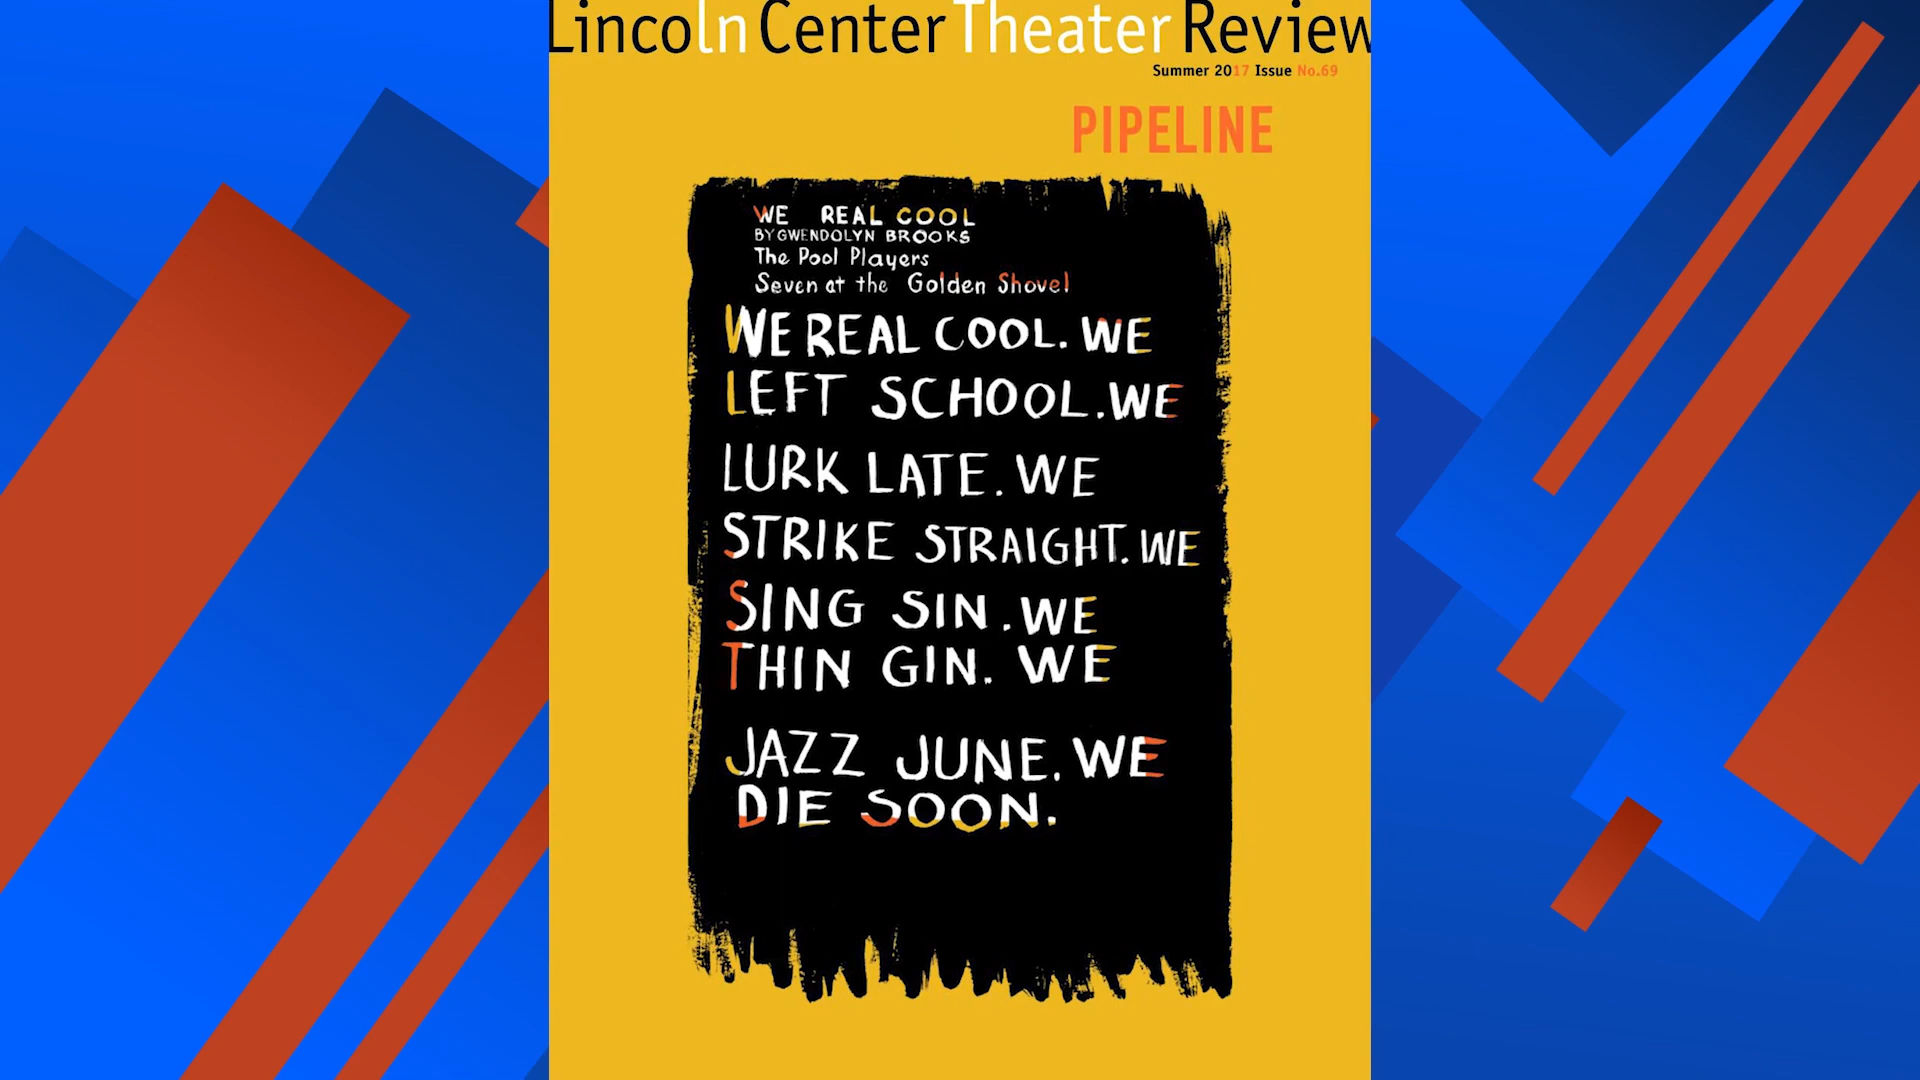 Lincoln Center Theater Review
Summer 2017 Issue No.69
PIPELINE
WE REAL COOL
BY GWENDOLYN BROOKS
The Pool Players
Seven at the Golden Shovel
WE REAL COOL. WE
LEFT SCHOOL. WE
LURK LATE. WE
STRIKE STRAIGHT. WE
SING SIN. WE
THIN GIN. WE
JAZZ JUNE. WE
DIE SOON.